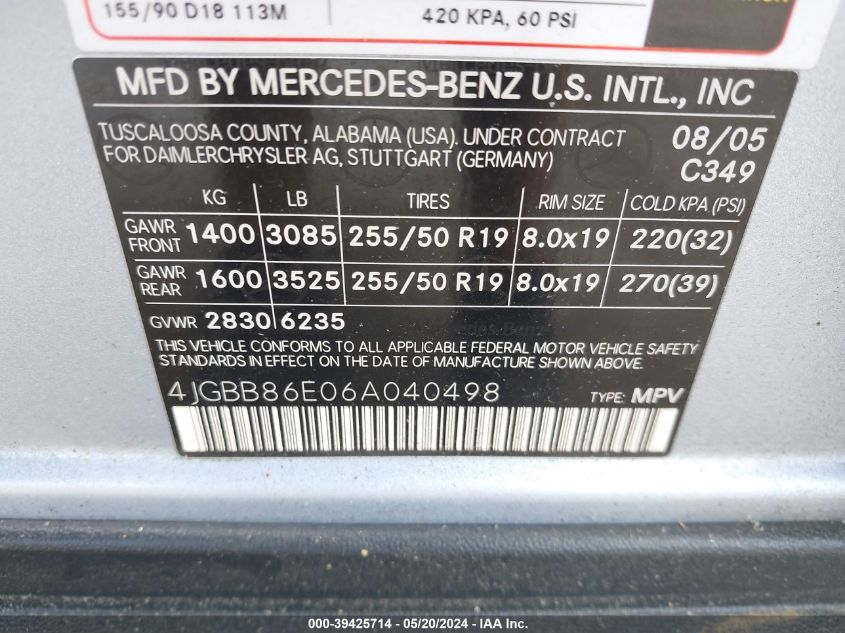 155/90 D18 113M
420 KPA, 60 PSI
MFD BY MERCEDES-BENZ U.S. INTL., INC
TUSCALOOSA COUNTY, ALABAMA (USA). UNDER CONTRACT
FOR DAIMLERCHRYSLER AG, STUTTGART (GERMANY)
08/05
C349
KG LB TIRES RIM SIZE COLD KPA (PSI)
GAWR FRONT 1400 3085 255/50 R19 8.0x19 220(32)
GAWR REAR 1600 3525 255/50 R19 8.0x19 270(39)
GVWR 2830 6235
THIS VEHICLE CONFORMS TO ALL APPLICABLE FEDERAL MOTOR VEHICLE SAFETY
STANDARDS IN EFFECT ON THE DATE OF MANUFACTURE SHOWN ABOVE.
4JGBB86E06A040498 TYPE: MPV
000-39425714 - 05/20/2024 - IAA Inc.